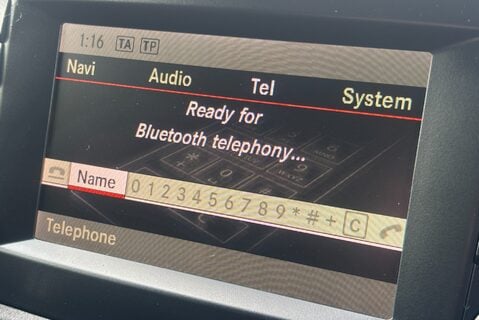 1:16 TA TP
Navi Audio Tel System
Ready for
Bluetooth telephony...
Name 0 1 2 3 4 5 6 7 8 9 * # + C
Telephone